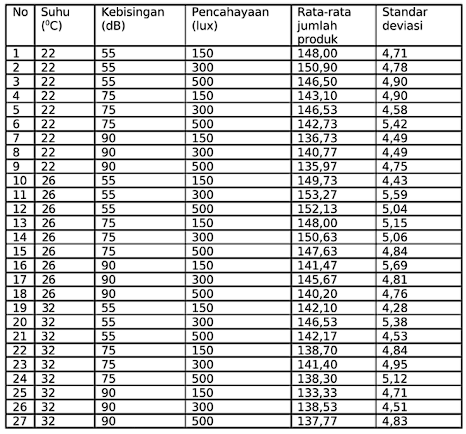 No Suhu (⁰C) Kebisingan (dB) Pencahayaan (lux) Rata-rata jumlah produk Standar deviasi
1 22 55 150 148,00 4,71
2 22 55 300 150,90 4,78
3 22 55 500 146,50 4,90
4 22 75 150 143,10 4,90
5 22 75 300 146,53 4,58
6 22 75 500 142,73 5,42
7 22 90 150 136,73 4,49
8 22 90 300 140,77 4,49
9 22 90 500 135,97 4,75
10 26 55 150 149,73 4,43
11 26 55 300 153,27 5,59
12 26 55 500 152,13 5,04
13 26 75 150 148,00 5,15
14 26 75 300 150,63 5,06
15 26 75 500 147,63 4,84
16 26 90 150 141,47 5,69
17 26 90 300 145,67 4,81
18 26 90 500 140,20 4,76
19 32 55 150 142,10 4,28
20 32 55 300 146,53 5,38
21 32 55 500 142,17 4,53
22 32 75 150 138,70 4,84
23 32 75 300 141,40 4,95
24 32 75 500 138,30 5,12
25 32 90 150 133,33 4,71
26 32 90 300 138,53 4,51
27 32 90 500 137,77 4,83